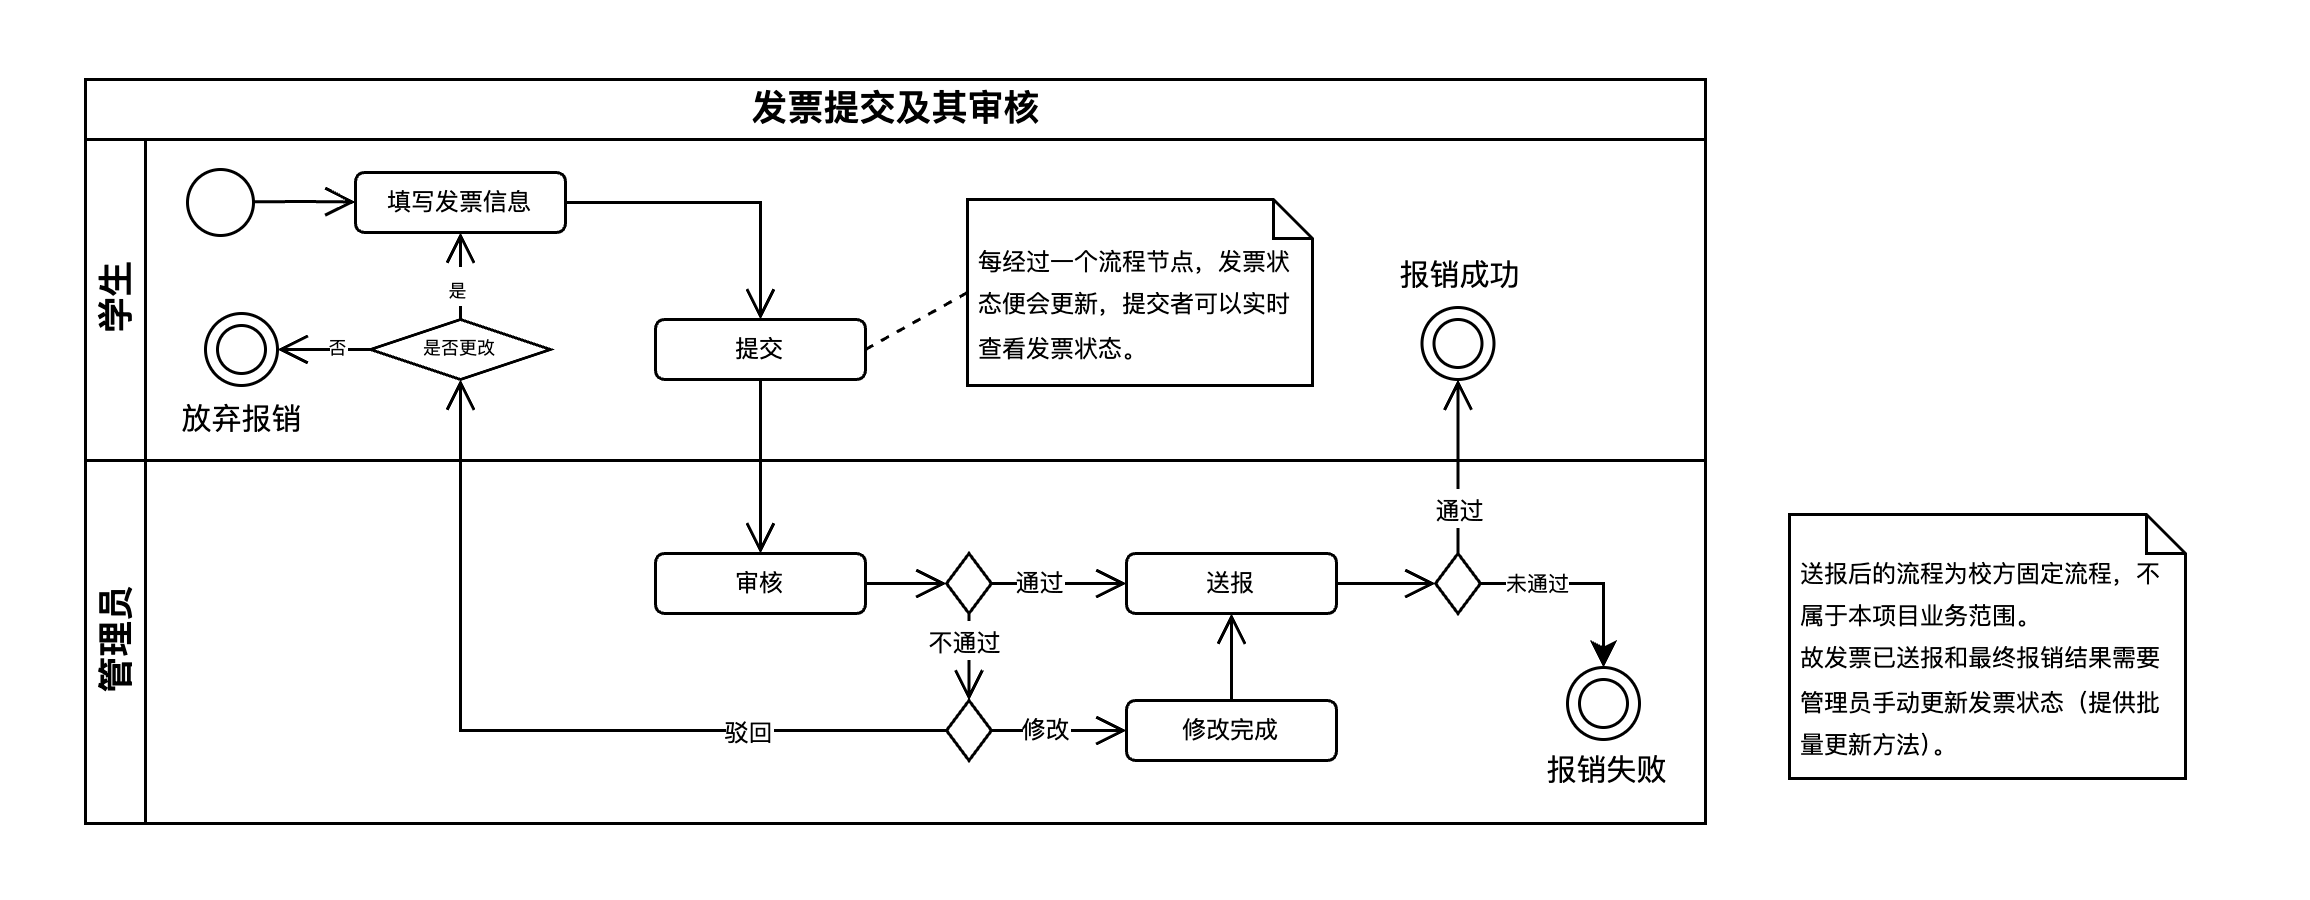 发票提交及其审核
学生
填写发票信息
是
否
是否更改
放弃报销
提交
每经过一个流程节点，发票状
态便会更新，提交者可以实时
查看发票状态。
报销成功
管理员
审核
通过
不通过
送报
通过
未通过
驳回
修改
修改完成
报销失败
送报后的流程为校方固定流程，不
属于本项目业务范围。
故发票已送报和最终报销结果需要
管理员手动更新发票状态（提供批
量更新方法）。